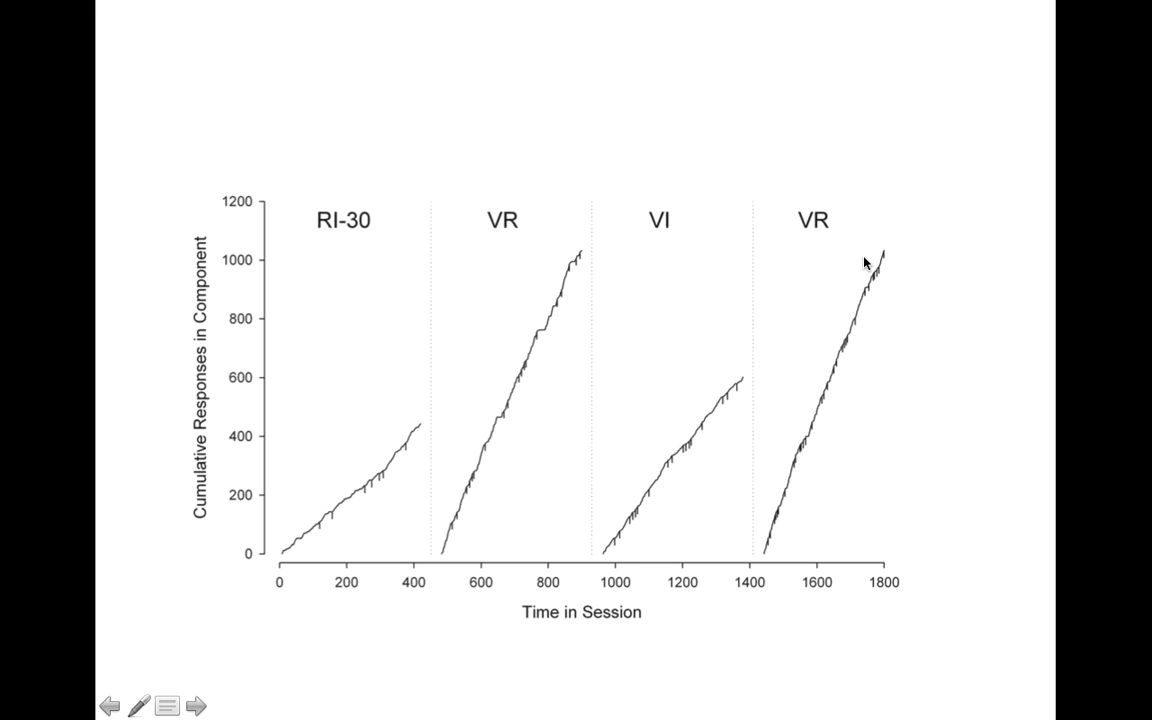 RI-30
VR
VI
VR
Cumulative Responses in Component
1200
1000
800
600
400
200
0
0
200
400
600
800
1000
1200
1400
1600
1800
Time in Session